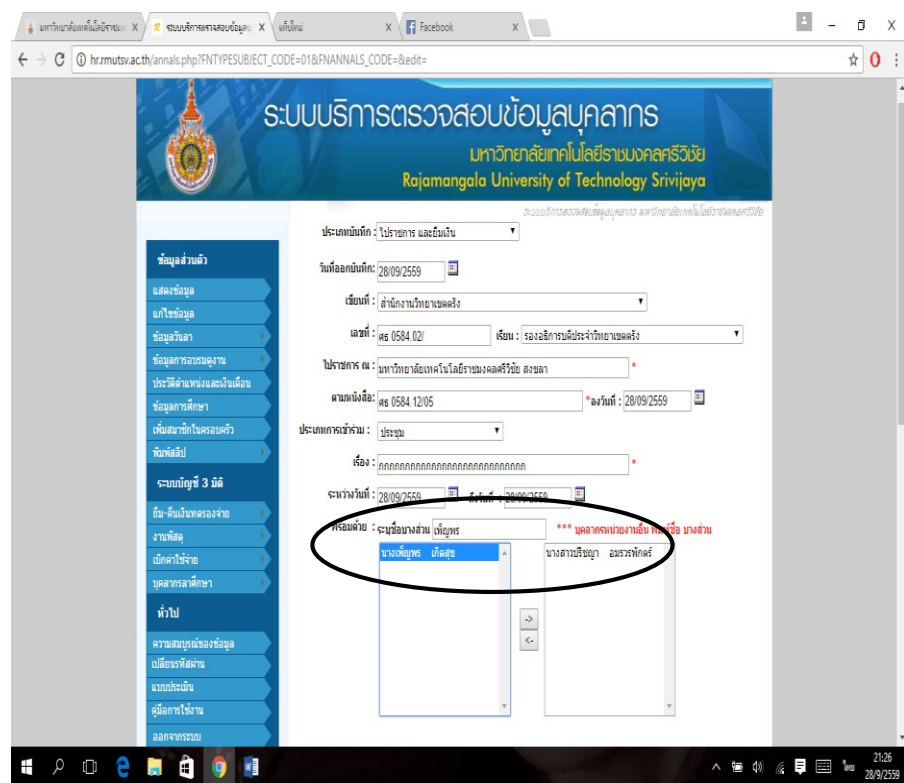 มหาวิทยาลัยเทคโนโลยีราชม X ระบบบริการตรวจสอบข้อมูล X แท็บใหม่ X Facebook X
hr.rmutsv.ac.th/annals.php?FNTYPESUBJECT_CODE=01&FNANNALS_CODE=&edit=
ระบบบริการตรวจสอบข้อมูลบุคลากร
มหาวิทยาลัยเทคโนโลยีราชมงคลศรีวิชัย
Rajamangala University of Technology Srivijaya
ระบบบริการตรวจสอบข้อมูลบุคลากร มหาวิทยาลัยเทคโนโลยีราชมงคลศรีวิชัย
ประเภทบันทึก : ไปราชการ และยืมเงิน
ข้อมูลส่วนตัว
วันที่ออกบันทึก: 28/09/2559
แสดงข้อมูล
เขียนที่ : สำนักงานวิทยาเขตตรัง
แก้ไขข้อมูล
ข้อมูลวันลา
เลขที่ : ศธ 0584.02/ เรียน : รองอธิการบดีประจำวิทยาเขตตรัง
ข้อมูลการอบรมดูงาน
ไปราชการ ณ : มหาวิทยาลัยเทคโนโลยีราชมงคลศรีวิชัย สงขลา *
ประวัติตำแหน่งและเงินเดือน
ข้อมูลการศึกษา
ตามหนังสือ: ศธ 0584.12/05 *ลงวันที่ : 28/09/2559
เพิ่มสมาชิกในครอบครัว
ประเภทการเข้าร่วม : ประชุม
พิมพ์สลิป
เรื่อง : กกกกกกกกกกกกกกกกกกกกกกกกกกกก *
ระบบบัญชี 3 มิติ
ระหว่างวันที่ : 28/09/2559 ถึงวันที่ : 28/09/2559
ยืม-คืนเงินทดรองจ่าย
พร้อมด้วย : ระบุชื่อบางส่วน เพ็ญพร *** บุคลากรหน่วยงานอื่น พิมพ์ชื่อ บางส่วน
งานพัสดุ
นางเพ็ญพร เกิดสุข นางสาวปรัชญา อมรวรพักตร์
เบิกค่าใช้จ่าย
บุคลากรลาศึกษา
ทั่วไป
->
<-
ความสมบูรณ์ของข้อมูล
เปลี่ยนรหัสผ่าน
แบบประเมิน
คู่มือการใช้งาน
ออกจากระบบ
21:26
ไทย
28/9/2559